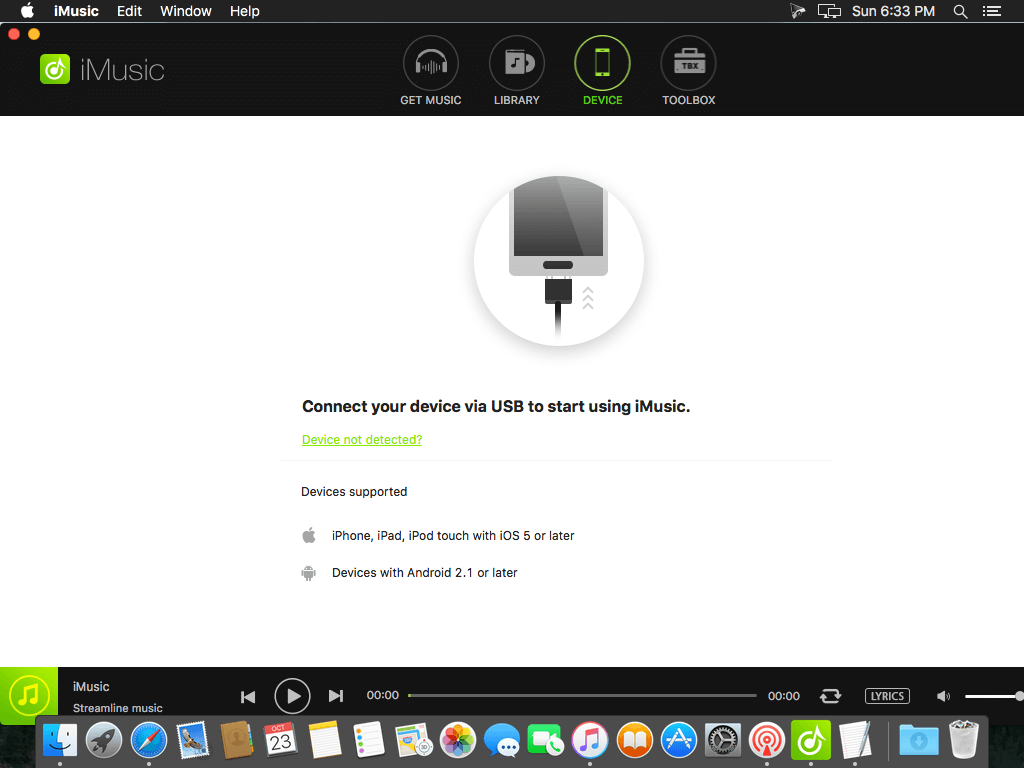 iMusic Edit Window Help Sun 6:33 PM
iMusic
TBX
GET MUSIC LIBRARY DEVICE TOOLBOX
Connect your device via USB to start using iMusic.
Device not detected?
Devices supported
iPhone, iPad, iPod touch with iOS 5 or later
Devices with Android 2.1 or later
iMusic
Streamline music
00:00 00:00 LYRICS
OCT
23
3D